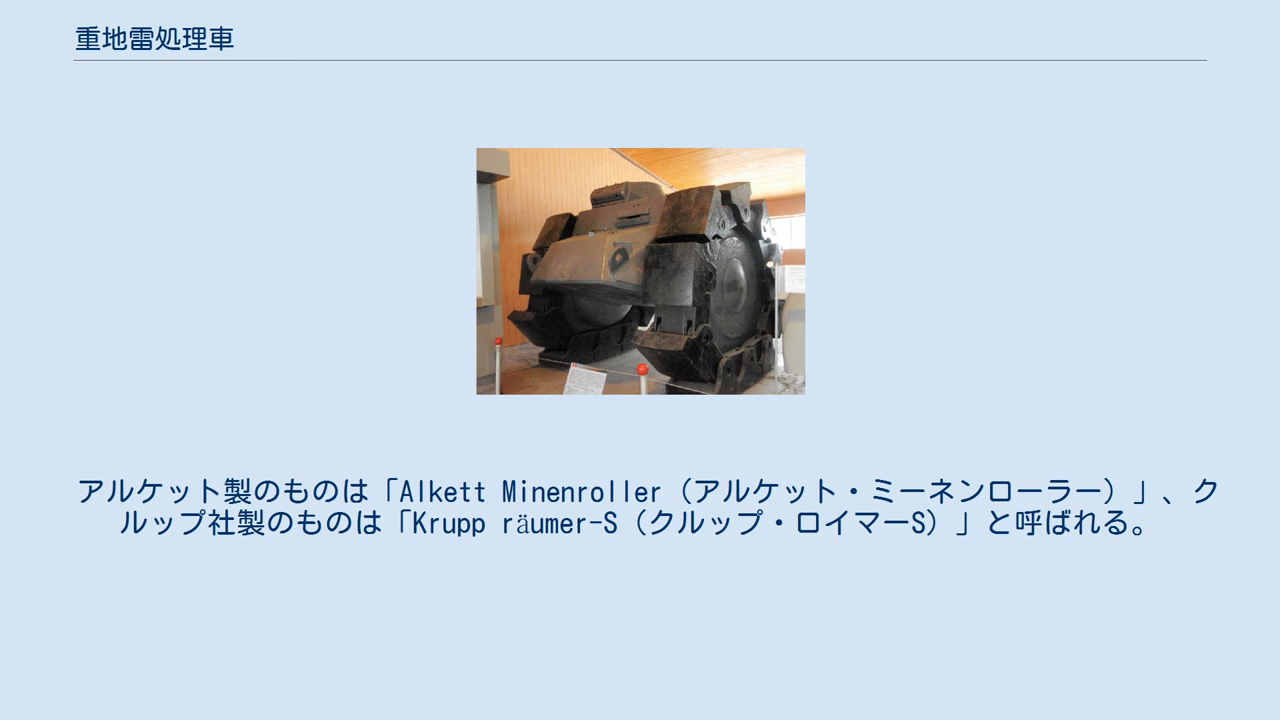 重地雷処理車
アルケット製のものは「Alkett Minenroller（アルケット・ミーネンローラー）」、ク
ルップ社製のものは「Krupp räumer-S（クルップ・ロイマーS）」と呼ばれる。